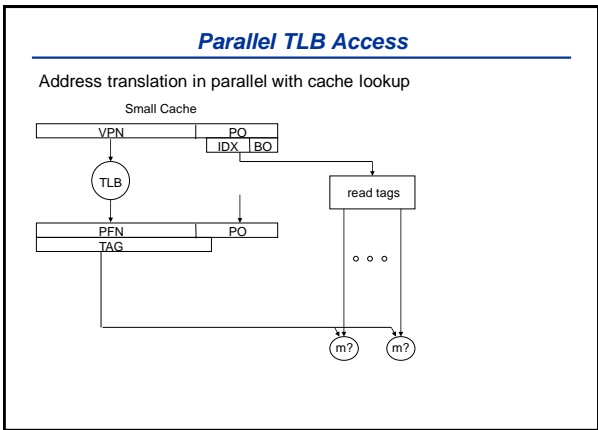 Parallel TLB Access
Address translation in parallel with cache lookup
Small Cache
VPN PO
IDX BO
TLB
read tags
PFN PO
TAG
m? m?